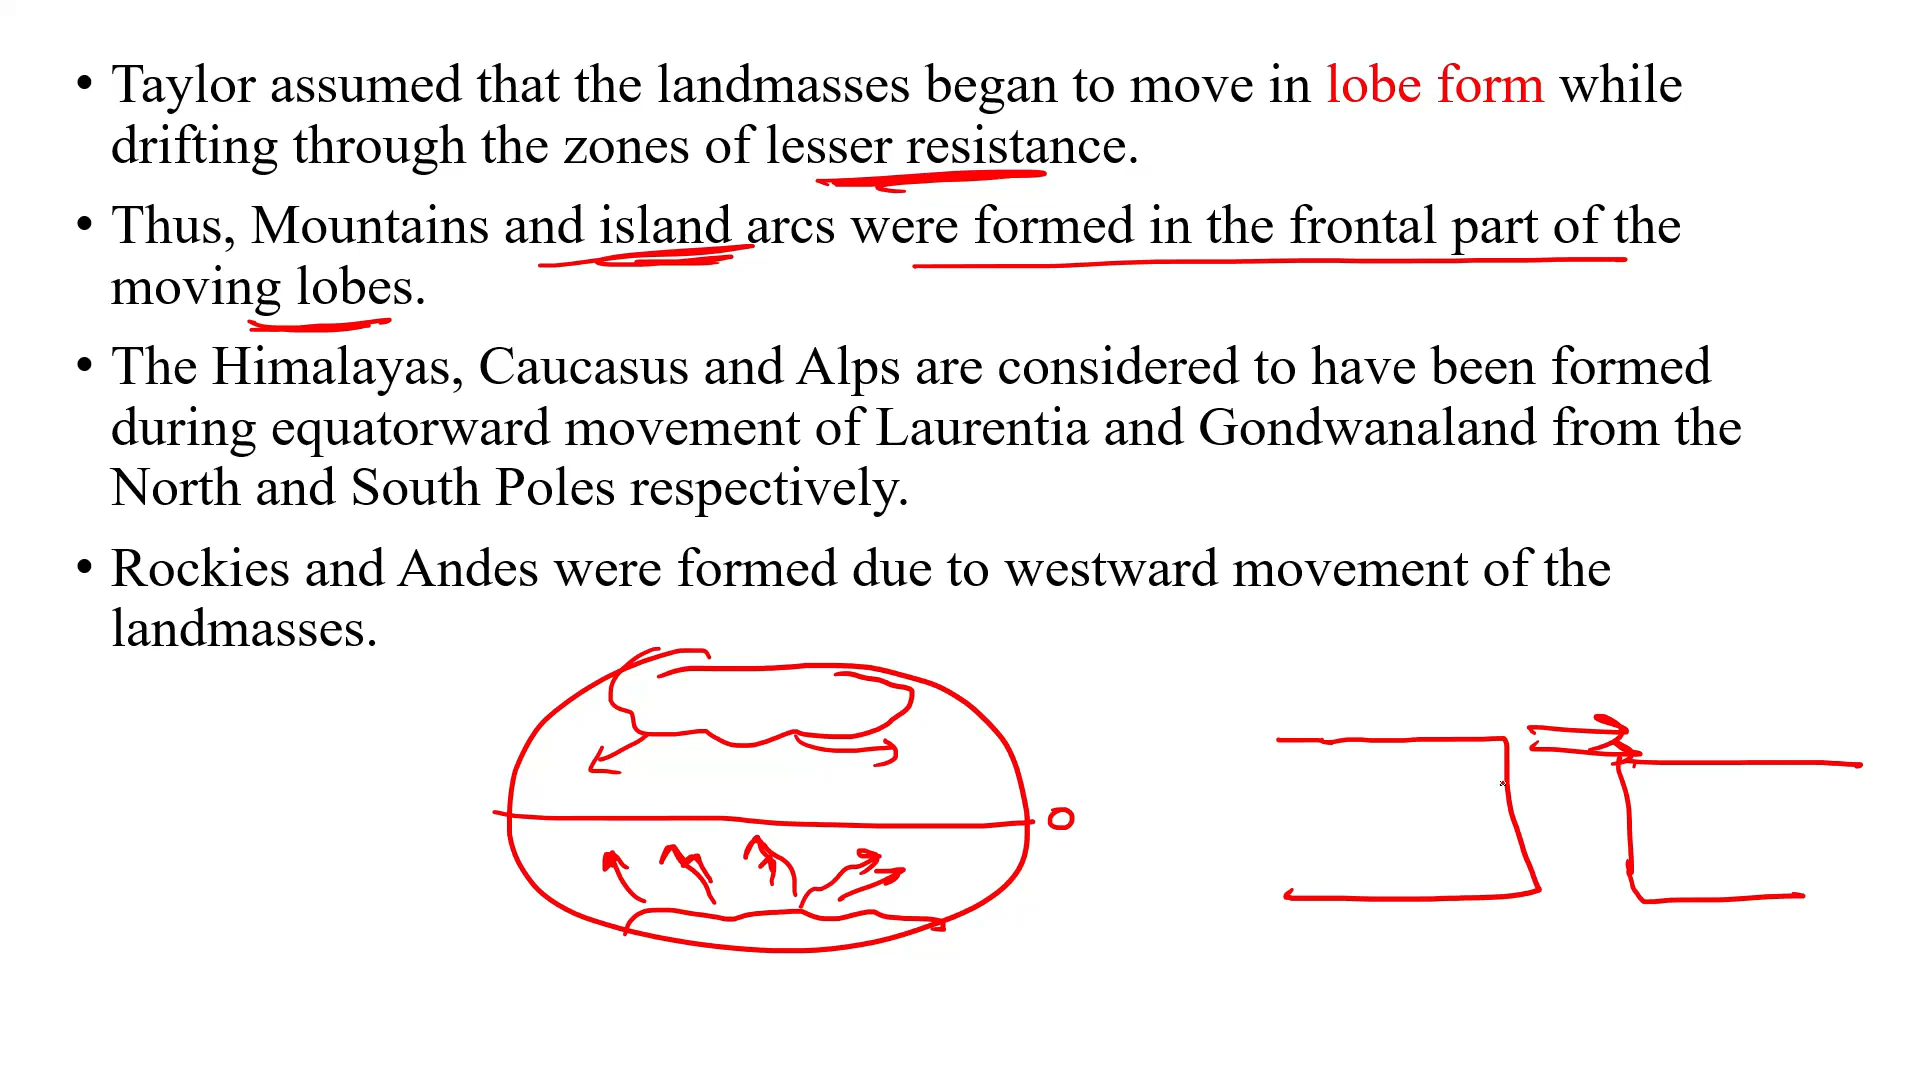 • Taylor assumed that the landmasses began to move in lobe form while
drifting through the zones of lesser resistance.
• Thus, Mountains and island arcs were formed in the frontal part of the
moving lobes.
• The Himalayas, Caucasus and Alps are considered to have been formed
during equatorward movement of Laurentia and Gondwanaland from the
North and South Poles respectively.
• Rockies and Andes were formed due to westward movement of the
landmasses.
0